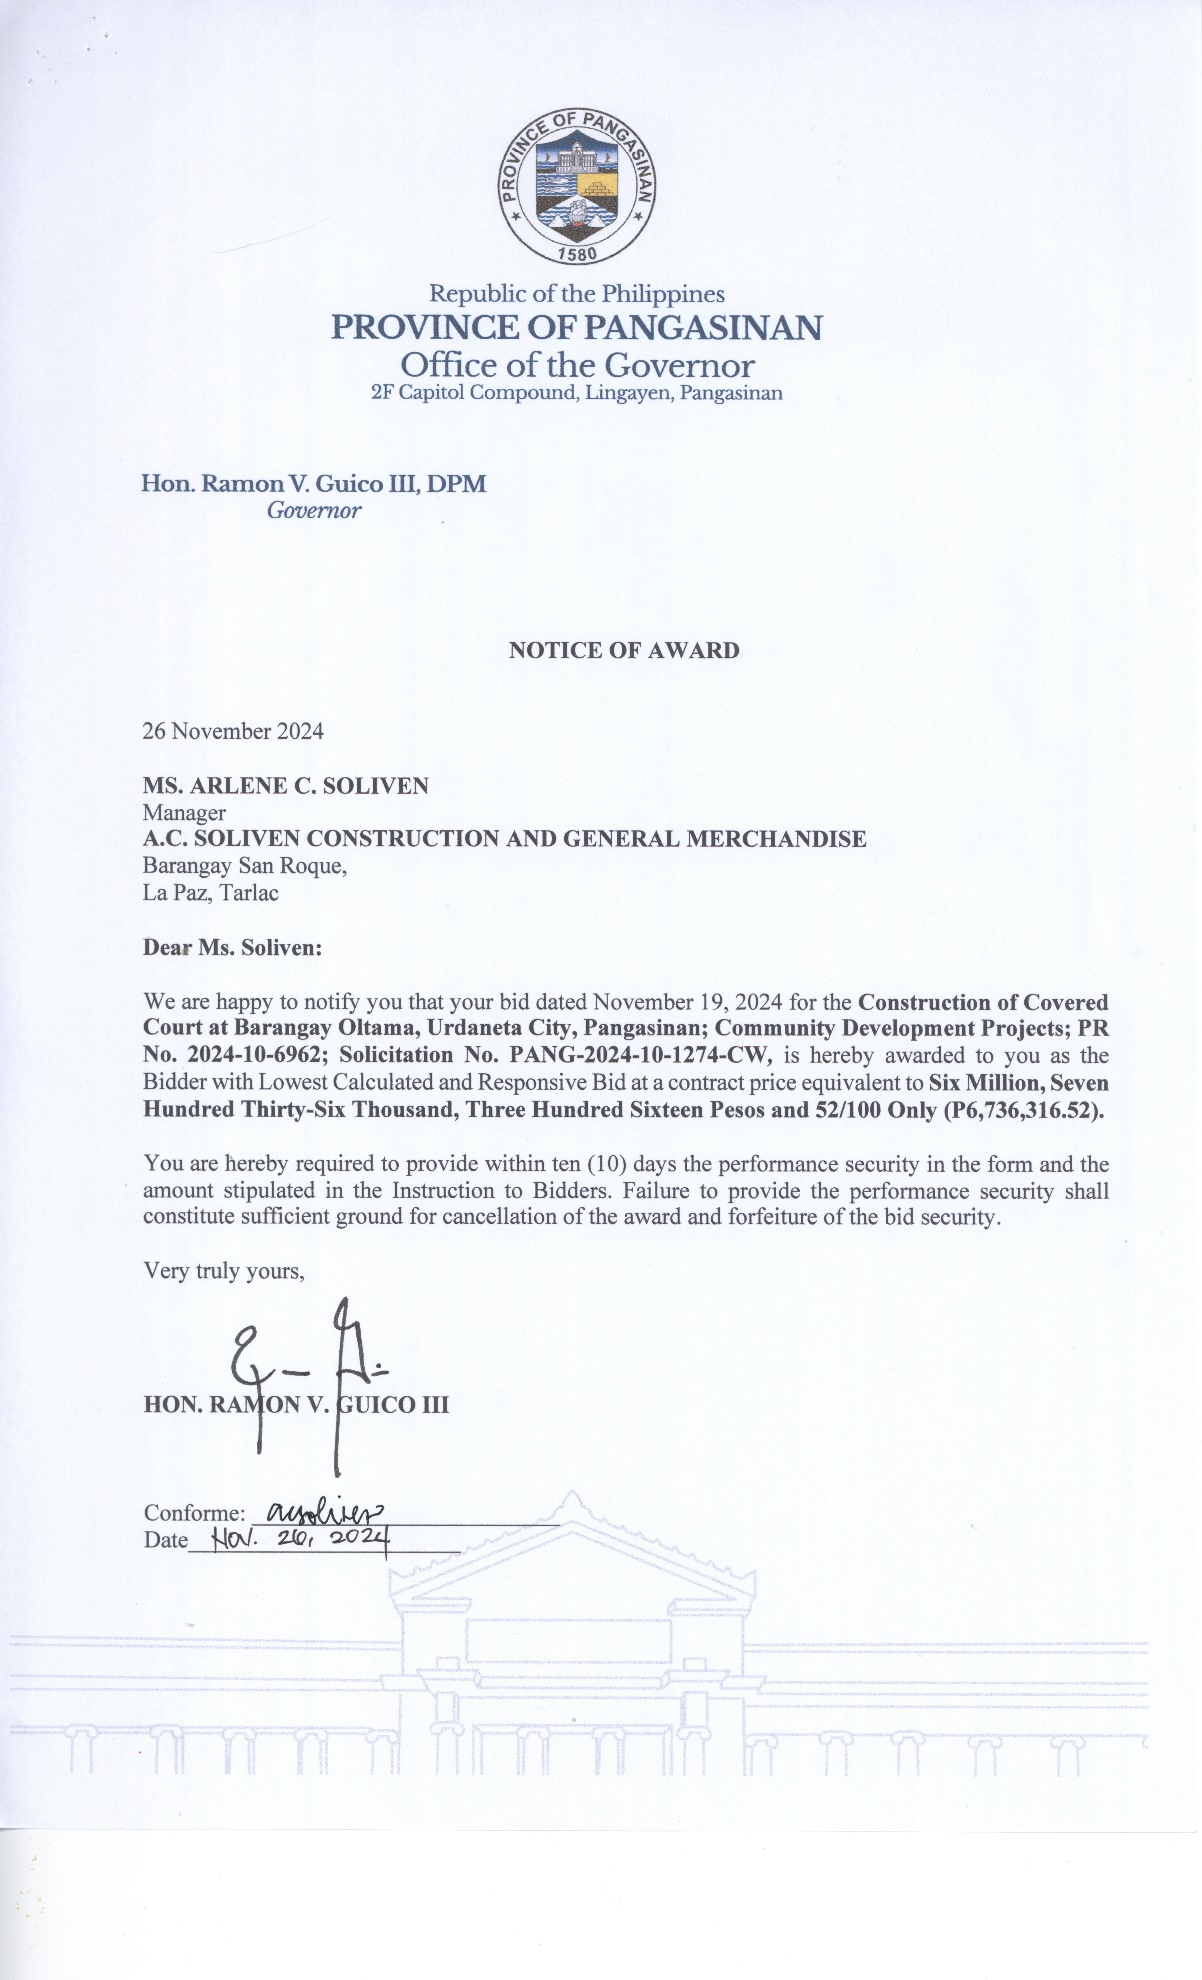 PROVINCE OF PANGASINAN
1580
Republic of the Philippines
PROVINCE OF PANGASINAN
Office of the Governor
2F Capitol Compound, Lingayen, Pangasinan
Hon. Ramon V. Guico III, DPM
Governor
NOTICE OF AWARD
26 November 2024
MS. ARLENE C. SOLIVEN
Manager
A.C. SOLIVEN CONSTRUCTION AND GENERAL MERCHANDISE
Barangay San Roque,
La Paz, Tarlac
Dear Ms. Soliven:
We are happy to notify you that your bid dated November 19, 2024 for the Construction of Covered
Court at Barangay Oltama, Urdaneta City, Pangasinan; Community Development Projects; PR
No. 2024-10-6962; Solicitation No. PANG-2024-10-1274-CW, is hereby awarded to you as the
Bidder with Lowest Calculated and Responsive Bid at a contract price equivalent to Six Million, Seven
Hundred Thirty-Six Thousand, Three Hundred Sixteen Pesos and 52/100 Only (P6,736,316.52).
You are hereby required to provide within ten (10) days the performance security in the form and the
amount stipulated in the Instruction to Bidders. Failure to provide the performance security shall
constitute sufficient ground for cancellation of the award and forfeiture of the bid security.
Very truly yours,
HON. RAMON V. GUICO III
Conforme: acsoliven
Date NOV. 26, 2024